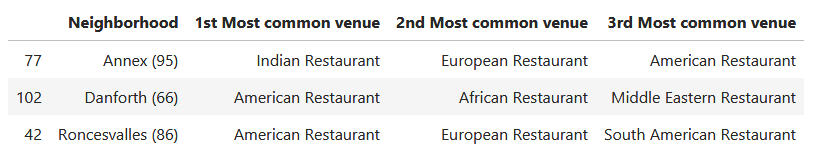 Neighborhood 1st Most common venue 2nd Most common venue 3rd Most common venue
77 Annex (95) Indian Restaurant European Restaurant American Restaurant
102 Danforth (66) American Restaurant African Restaurant Middle Eastern Restaurant
42 Roncesvalles (86) American Restaurant European Restaurant South American Restaurant